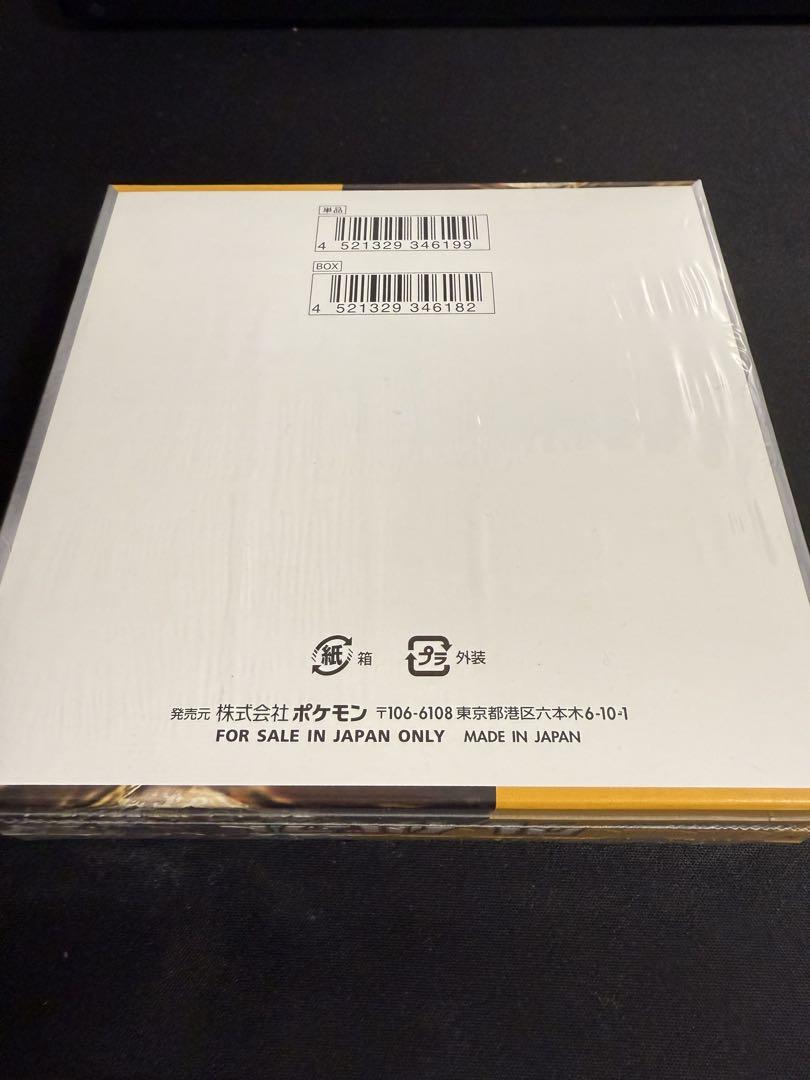 単品
4 521329 346199
BOX
4 521329 346182
紙 箱 プラ 外装
発売元 株式会社ポケモン 〒106-6108 東京都港区六本木6-10-1
FOR SALE IN JAPAN ONLY MADE IN JAPAN